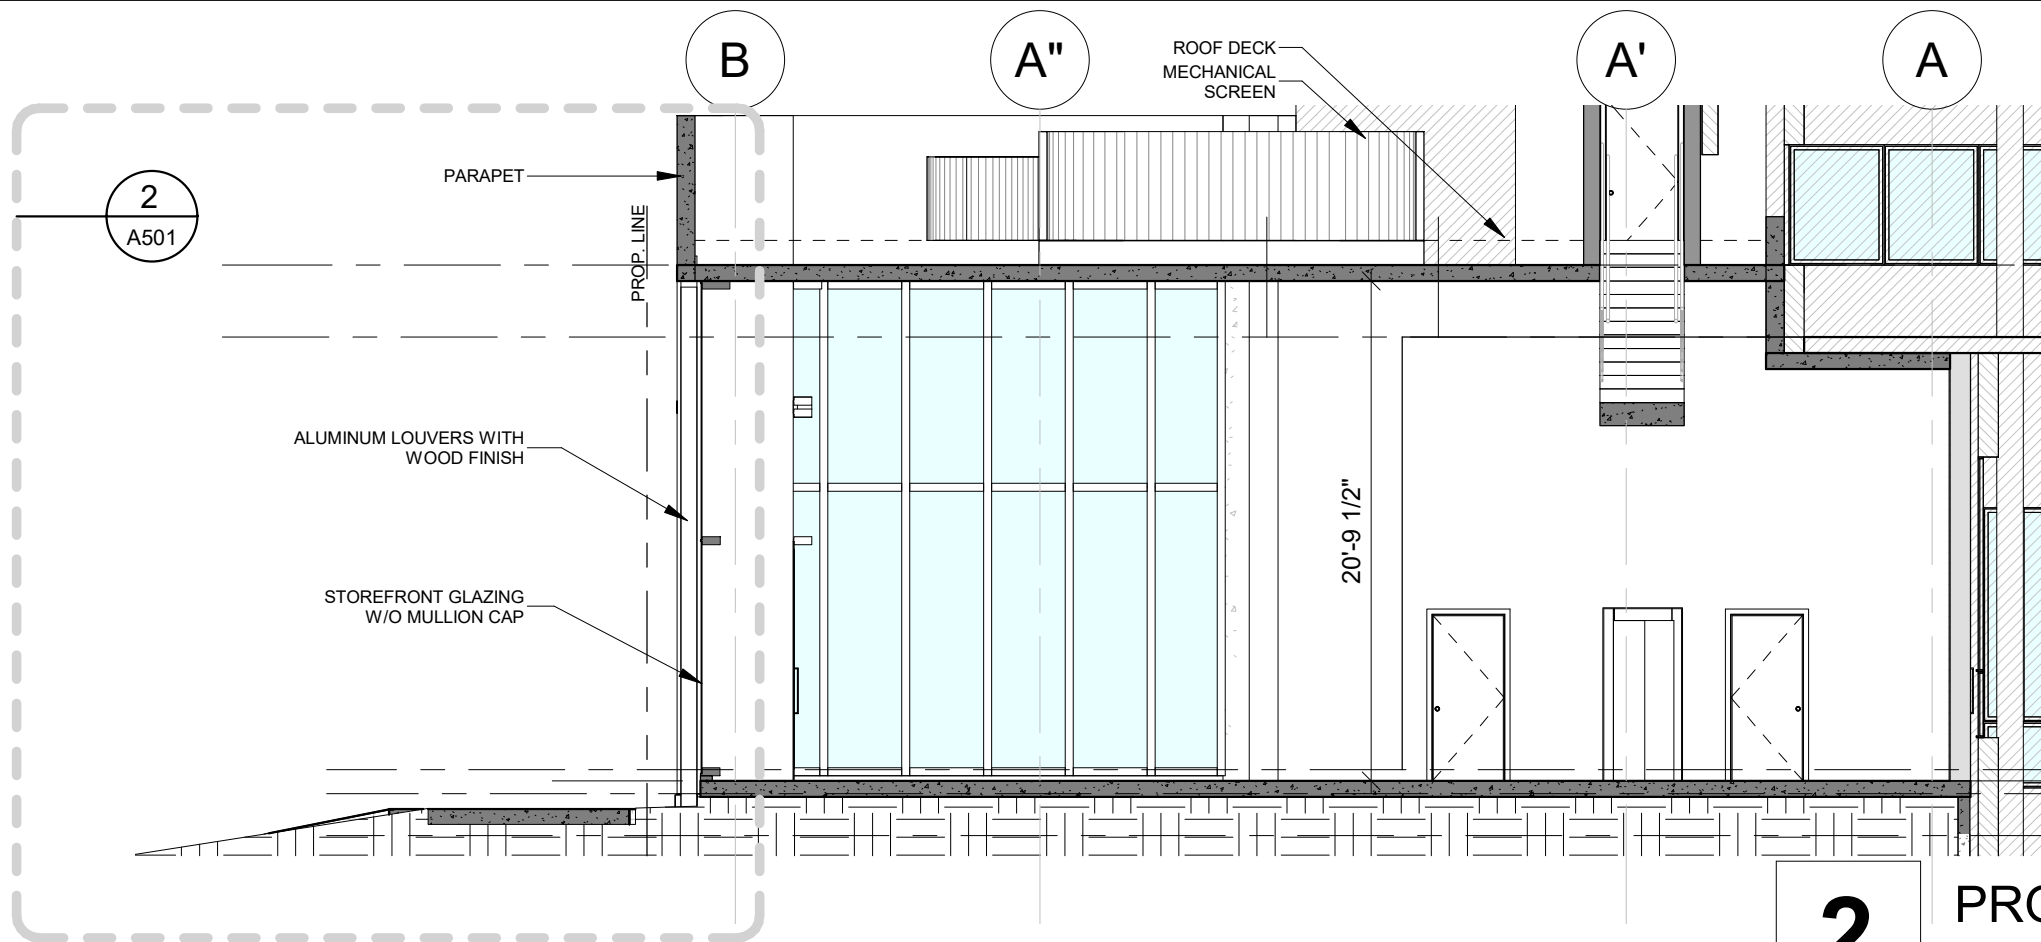 B
A"
A'
A
ROOF DECK
MECHANICAL
SCREEN
PARAPET
2
A501
PROP. LINE
ALUMINUM LOUVERS WITH
WOOD FINISH
20'-9 1/2"
STOREFRONT GLAZING
W/O MULLION CAP
2